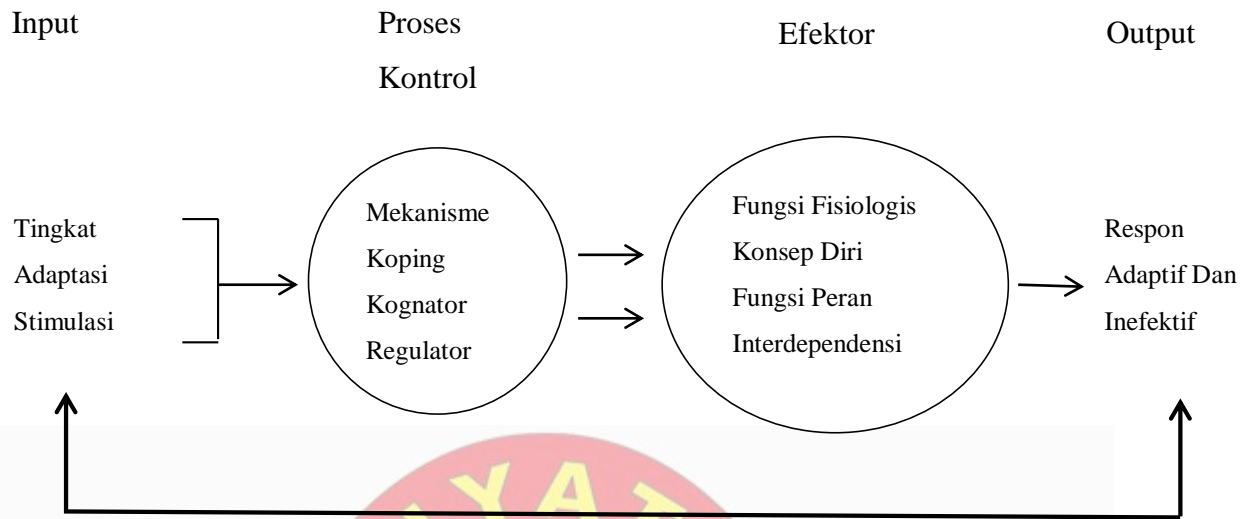 Input
Proses
Kontrol
Efektor
Output
Tingkat
Adaptasi
Stimulasi
Mekanisme
Koping
Kognator
Regulator
Fungsi Fisiologis
Konsep Diri
Fungsi Peran
Interdependensi
Respon
Adaptif Dan
Inefektif